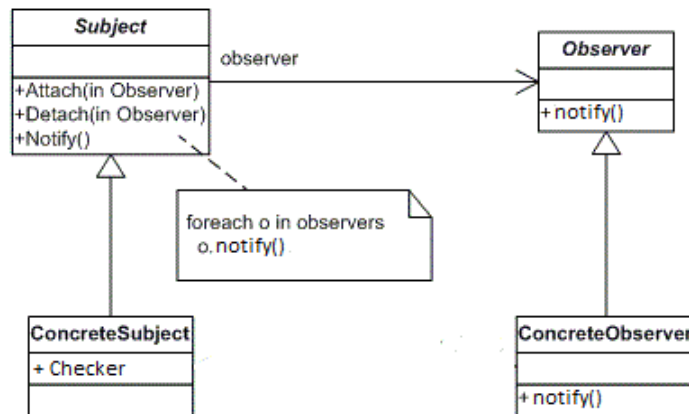 Subject
+Attach(in Observer)
+Detach(in Observer)
+Notify()
observer
Observer
+ notify()
foreach o in observers
o. notify()
ConcreteSubject
+ Checker
ConcreteObserver
+ notify()